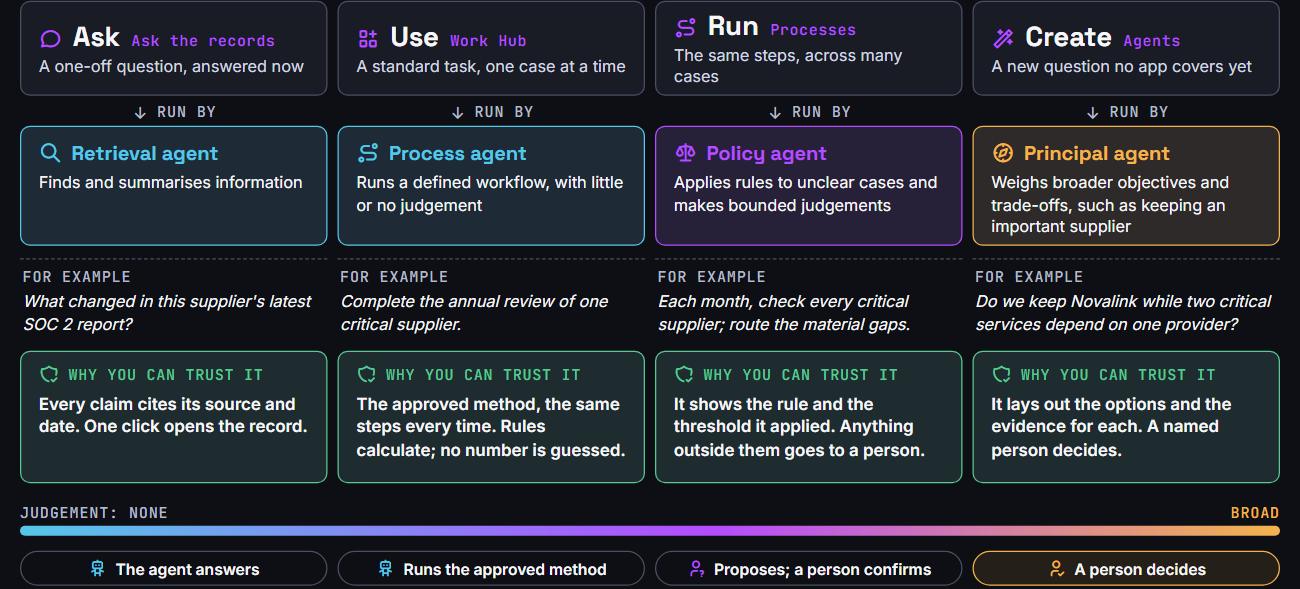 Ask Ask the records
A one-off question, answered now
Use Work Hub
A standard task, one case at a time
Run Processes
The same steps, across many
cases
Create Agents
A new question no app covers yet
↓ RUN BY
↓ RUN BY
↓ RUN BY
↓ RUN BY
Retrieval agent
Finds and summarises information
Process agent
Runs a defined workflow, with little
or no judgement
Policy agent
Applies rules to unclear cases and
makes bounded judgements
Principal agent
Weighs broader objectives and
trade-offs, such as keeping an
important supplier
FOR EXAMPLE
What changed in this supplier's latest
SOC 2 report?
FOR EXAMPLE
Complete the annual review of one
critical supplier.
FOR EXAMPLE
Each month, check every critical
supplier; route the material gaps.
FOR EXAMPLE
Do we keep Novalink while two critical
services depend on one provider?
WHY YOU CAN TRUST IT
Every claim cites its source and
date. One click opens the record.
WHY YOU CAN TRUST IT
The approved method, the same
steps every time. Rules
calculate; no number is guessed.
WHY YOU CAN TRUST IT
It shows the rule and the
threshold it applied. Anything
outside them goes to a person.
WHY YOU CAN TRUST IT
It lays out the options and the
evidence for each. A named
person decides.
JUDGEMENT: NONE
BROAD
The agent answers
Runs the approved method
Proposes; a person confirms
A person decides